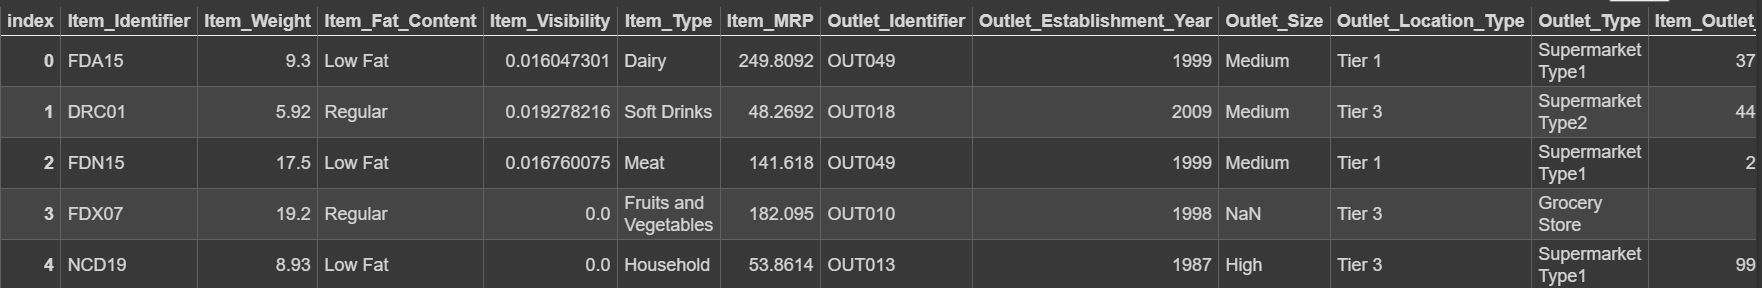 index Item_Identifier Item_Weight Item_Fat_Content Item_Visibility Item_Type Item_MRP Outlet_Identifier Outlet_Establishment_Year Outlet_Size Outlet_Location_Type Outlet_Type Item_Outlet_
0 FDA15 9.3 Low Fat 0.016047301 Dairy 249.8092 OUT049 1999 Medium Tier 1 Supermarket Type1 37
1 DRC01 5.92 Regular 0.019278216 Soft Drinks 48.2692 OUT018 2009 Medium Tier 3 Supermarket Type2 44
2 FDN15 17.5 Low Fat 0.016760075 Meat 141.618 OUT049 1999 Medium Tier 1 Supermarket Type1 2
3 FDX07 19.2 Regular 0.0 Fruits and Vegetables 182.095 OUT010 1998 NaN Tier 3 Grocery Store
4 NCD19 8.93 Low Fat 0.0 Household 53.8614 OUT013 1987 High Tier 3 Supermarket Type1 99